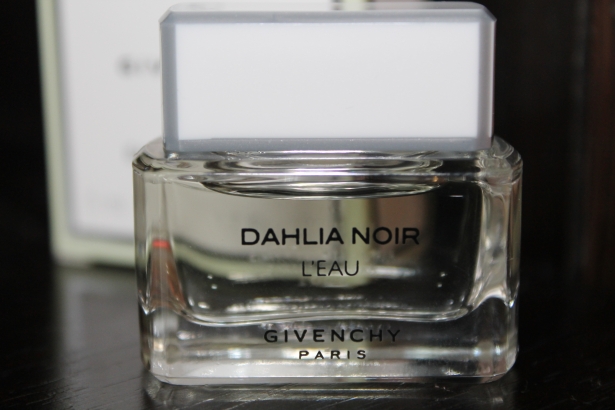 DAHLIA NOIR
L'EAU
GIVENCHY
PARIS